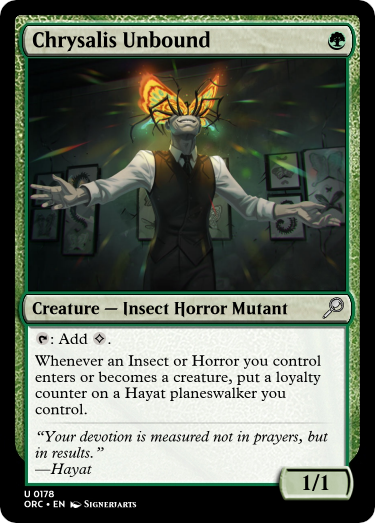 Chrysalis Unbound
Creature — Insect Horror Mutant
: Add .
Whenever an Insect or Horror you control
enters or becomes a creature, put a loyalty
counter on a Hayat planeswalker you
control.
“Your devotion is measured not in prayers, but
in results.”
—Hayat
1/1
U 0178
ORC • EN SIGNERJARTS